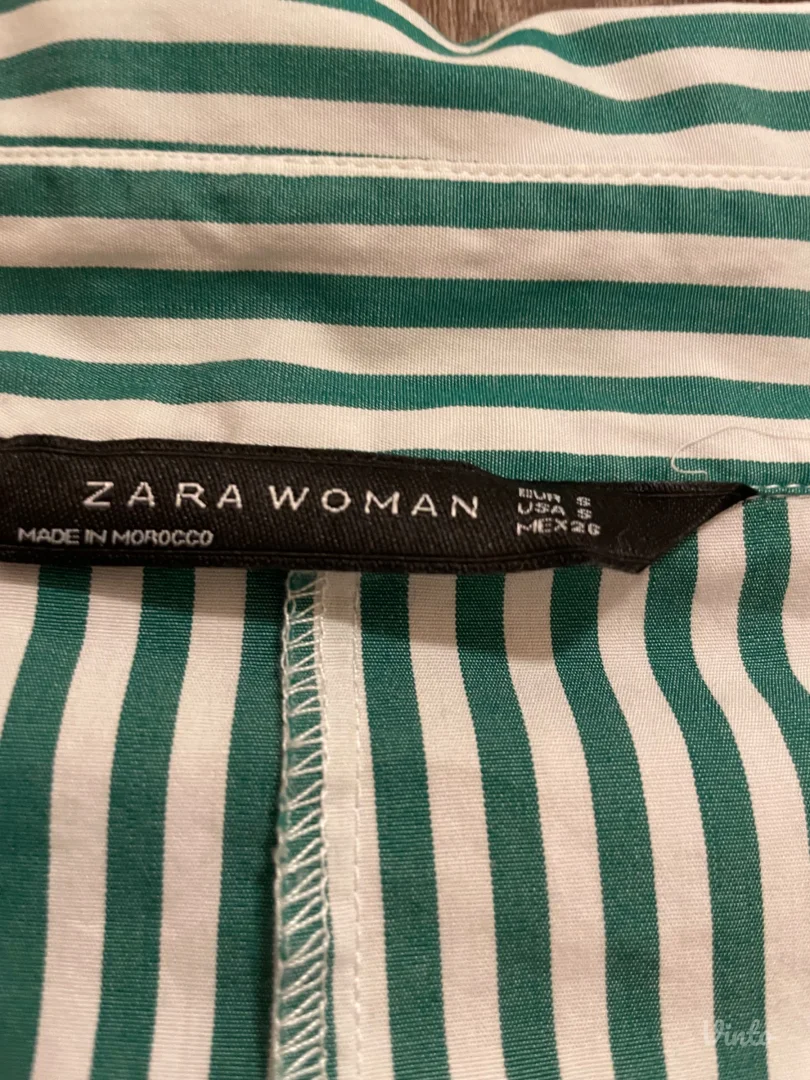 ZARA WOMAN
EUR S
USA S
MEX 26
MADE IN MOROCCO